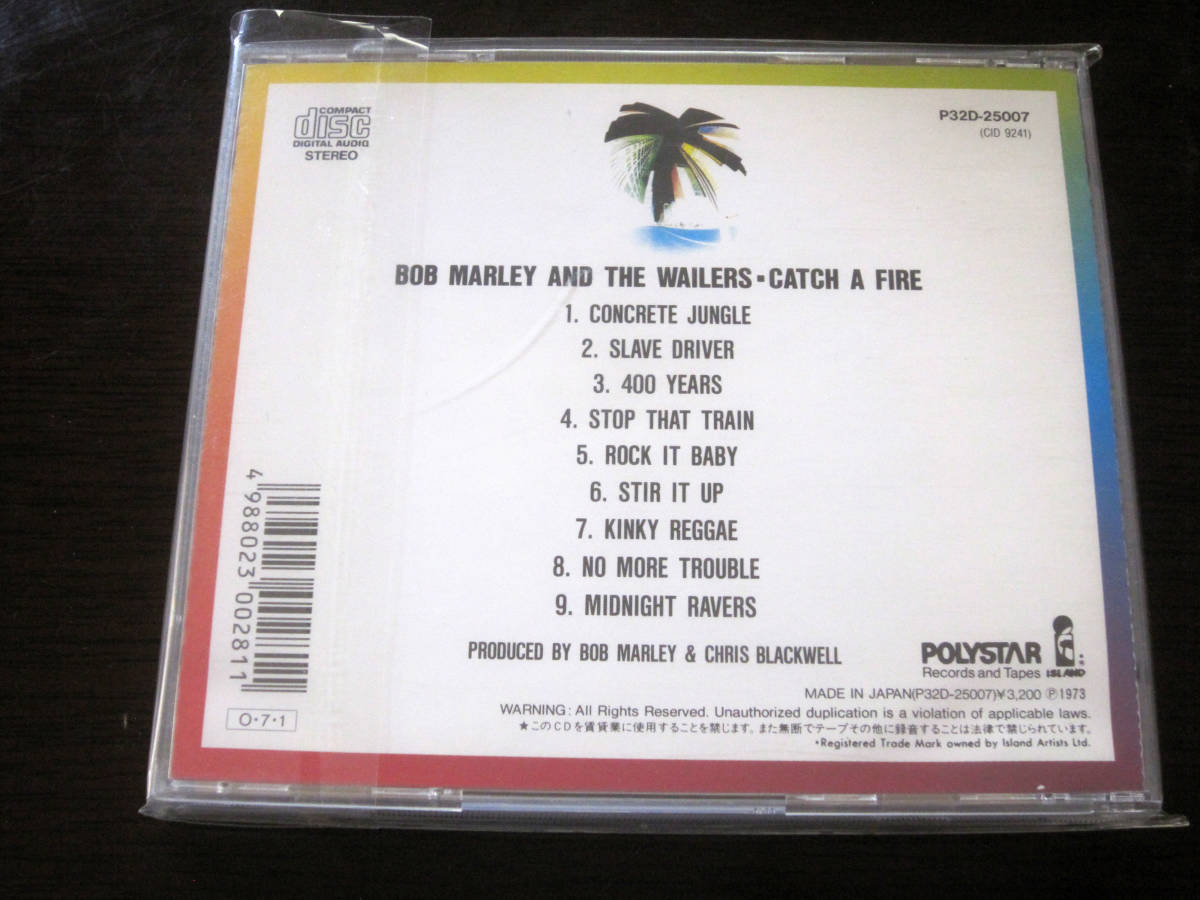 COMPACT
disc
DIGITAL AUDIO
STEREO
P32D-25007
(CID 9241)
BOB MARLEY AND THE WAILERS▪CATCH A FIRE
1. CONCRETE JUNGLE
2. SLAVE DRIVER
3. 400 YEARS
4. STOP THAT TRAIN
5. ROCK IT BABY
6. STIR IT UP
7. KINKY REGGAE
8. NO MORE TROUBLE
9. MIDNIGHT RAVERS
PRODUCED BY BOB MARLEY & CHRIS BLACKWELL
POLYSTAR
Records and Tapes
ISLAND
MADE IN JAPAN(P32D-25007)¥3,200 Ⓟ1973
WARNING: All Rights Reserved. Unauthorized duplication is a violation of applicable laws.
★このCDを賃貸業に使用することを禁じます。また無断でテープその他に録音することは法律で禁じられています。
•Registered Trade Mark owned by Island Artists Ltd.
4 988023 002811
O·7·1